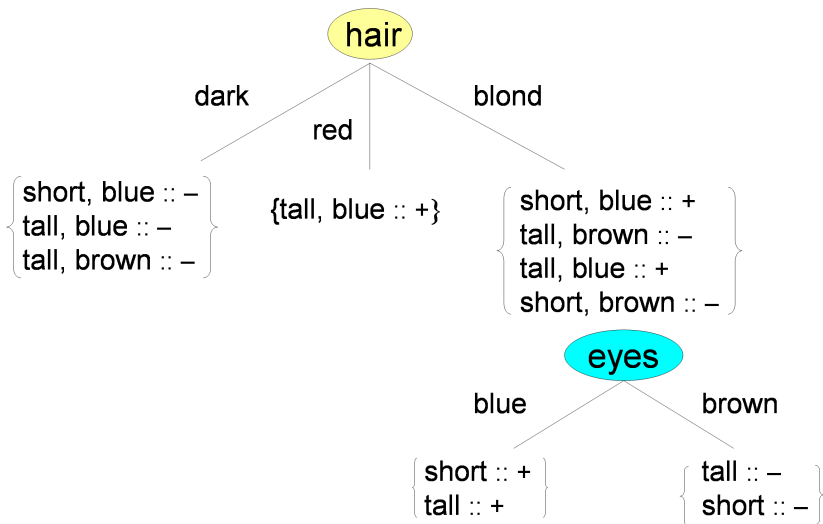 hair
dark
red
blond
short, blue :: –
tall, blue :: –
tall, brown :: –
{tall, blue :: +}
short, blue :: +
tall, brown :: –
tall, blue :: +
short, brown :: –
eyes
blue
brown
short :: +
tall :: +
tall :: –
short :: –